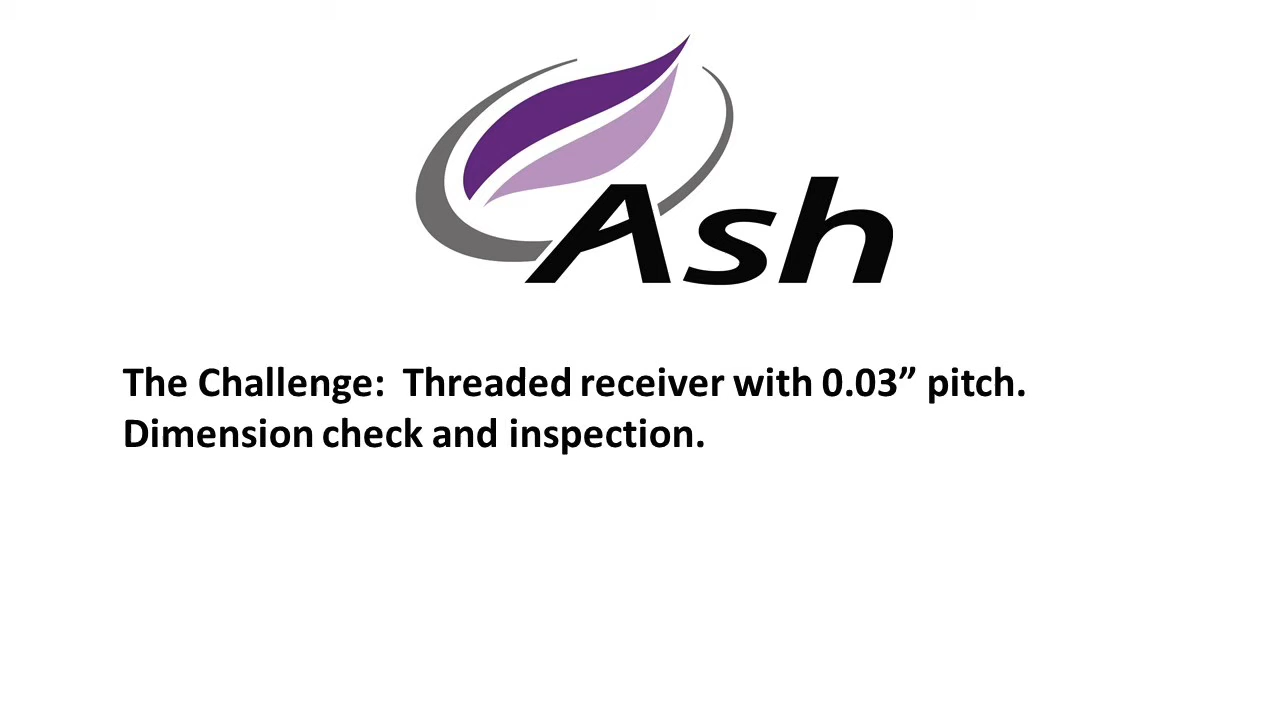 Ash
The Challenge:  Threaded receiver with 0.03” pitch.
Dimension check and inspection.